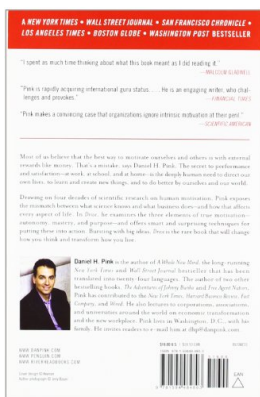 A NEW YORK TIMES • WALL STREET JOURNAL • SAN FRANCISCO CHRONICLE •
LOS ANGELES TIMES • BOSTON GLOBE • WASHINGTON POST BESTSELLER
"I spent as much time thinking about what this book meant as I did reading it."
—MALCOLM GLADWELL
"Pink is rapidly acquiring international guru status . . . He is an engaging writer, who chal-
lenges and provokes."
—FINANCIAL TIMES
"Pink makes a convincing case that organizations ignore intrinsic motivation at their peril."
—SCIENTIFIC AMERICAN
Most of us believe that the best way to motivate ourselves and others is with external
rewards like money. That's a mistake, says Daniel H. Pink. The secret to performance
and satisfaction—at work, at school, and at home—is the deeply human need to direct our
own lives, to learn and create new things, and to do better by ourselves and our world.
Drawing on four decades of scientific research on human motivation, Pink exposes
the mismatch between what science knows and what business does—and how that affects
every aspect of life. In Drive, he examines the three elements of true motivation—
autonomy, mastery, and purpose—and offers smart and surprising techniques for
putting these into action. Bursting with big ideas, Drive is the rare book that will change
how you think and transform how you live.
Daniel H. Pink is the author of A Whole New Mind, the long-running
New York Times and Wall Street Journal bestseller that has been
translated into twenty-four languages. The author of two other
bestselling books, The Adventures of Johnny Bunko and Free Agent Nation,
Pink has contributed to the New York Times, Harvard Business Review, Fast
Company, and Wired. He also lectures to corporations, associations,
and universities around the world on economic transformation
and the new workplace. Pink lives in Washington, D.C., with his
family. He invites readers to e-mail him at dhp@danpink.com.
WWW.DANPINK.COM
WWW.PENGUIN.COM
WWW.RIVERHEADBOOKS.COM